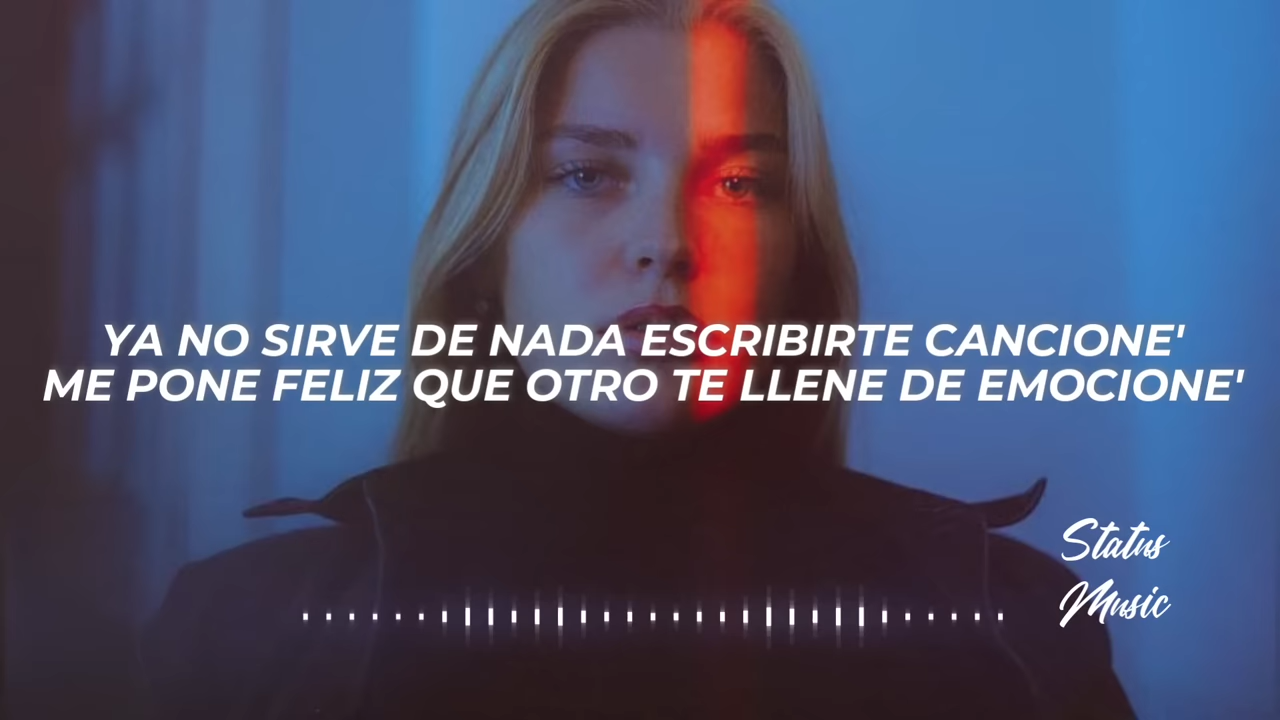 YA NO SIRVE DE NADA ESCRIBIRTE CANCIONE'
ME PONE FELIZ QUE OTRO TE LLENE DE EMOCIONE'
Status
Music